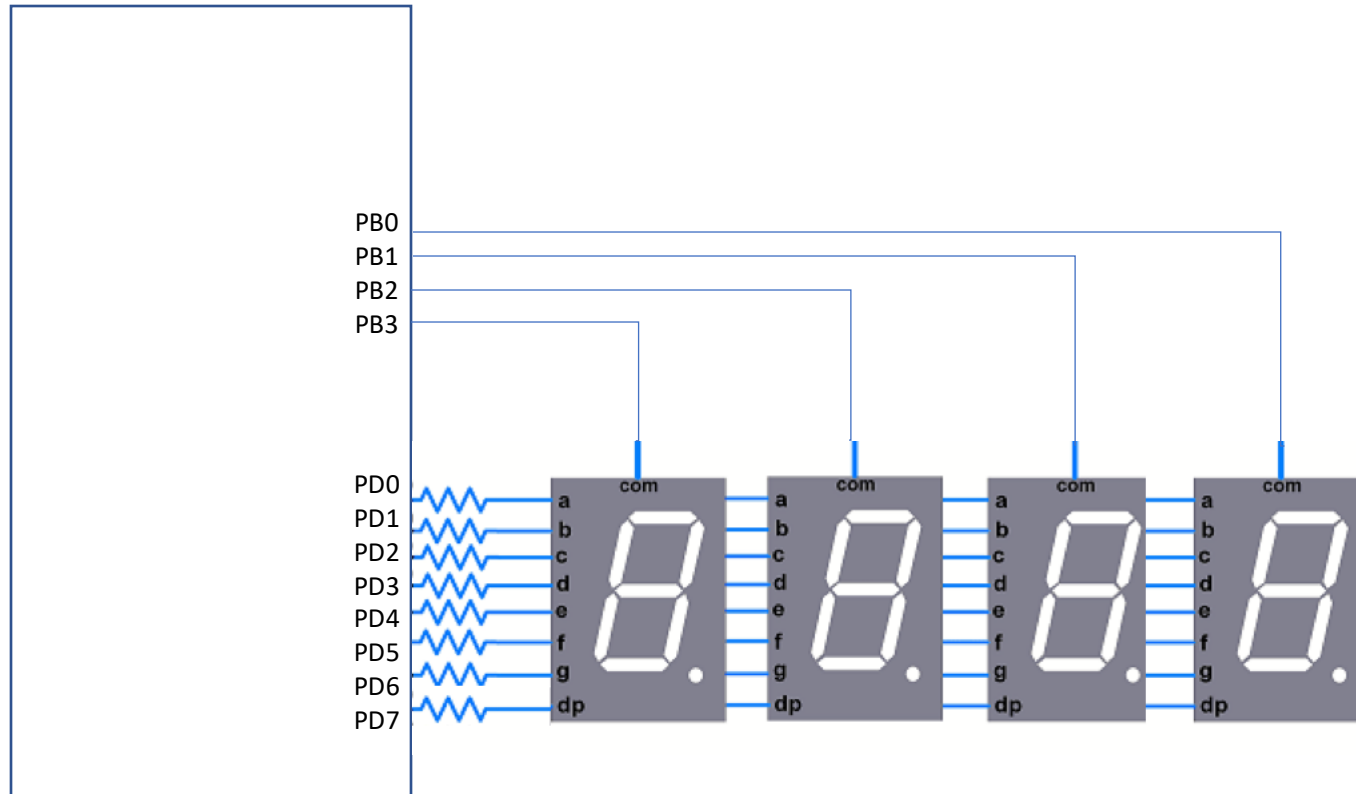 PB0
PB1
PB2
PB3
com com com com
PD0
a a a a
PD1
b b b b
PD2
c c c c
PD3
d d d d
PD4
e e e e
f f f f
PD5
g g g g
PD6
dp dp dp dp
PD7